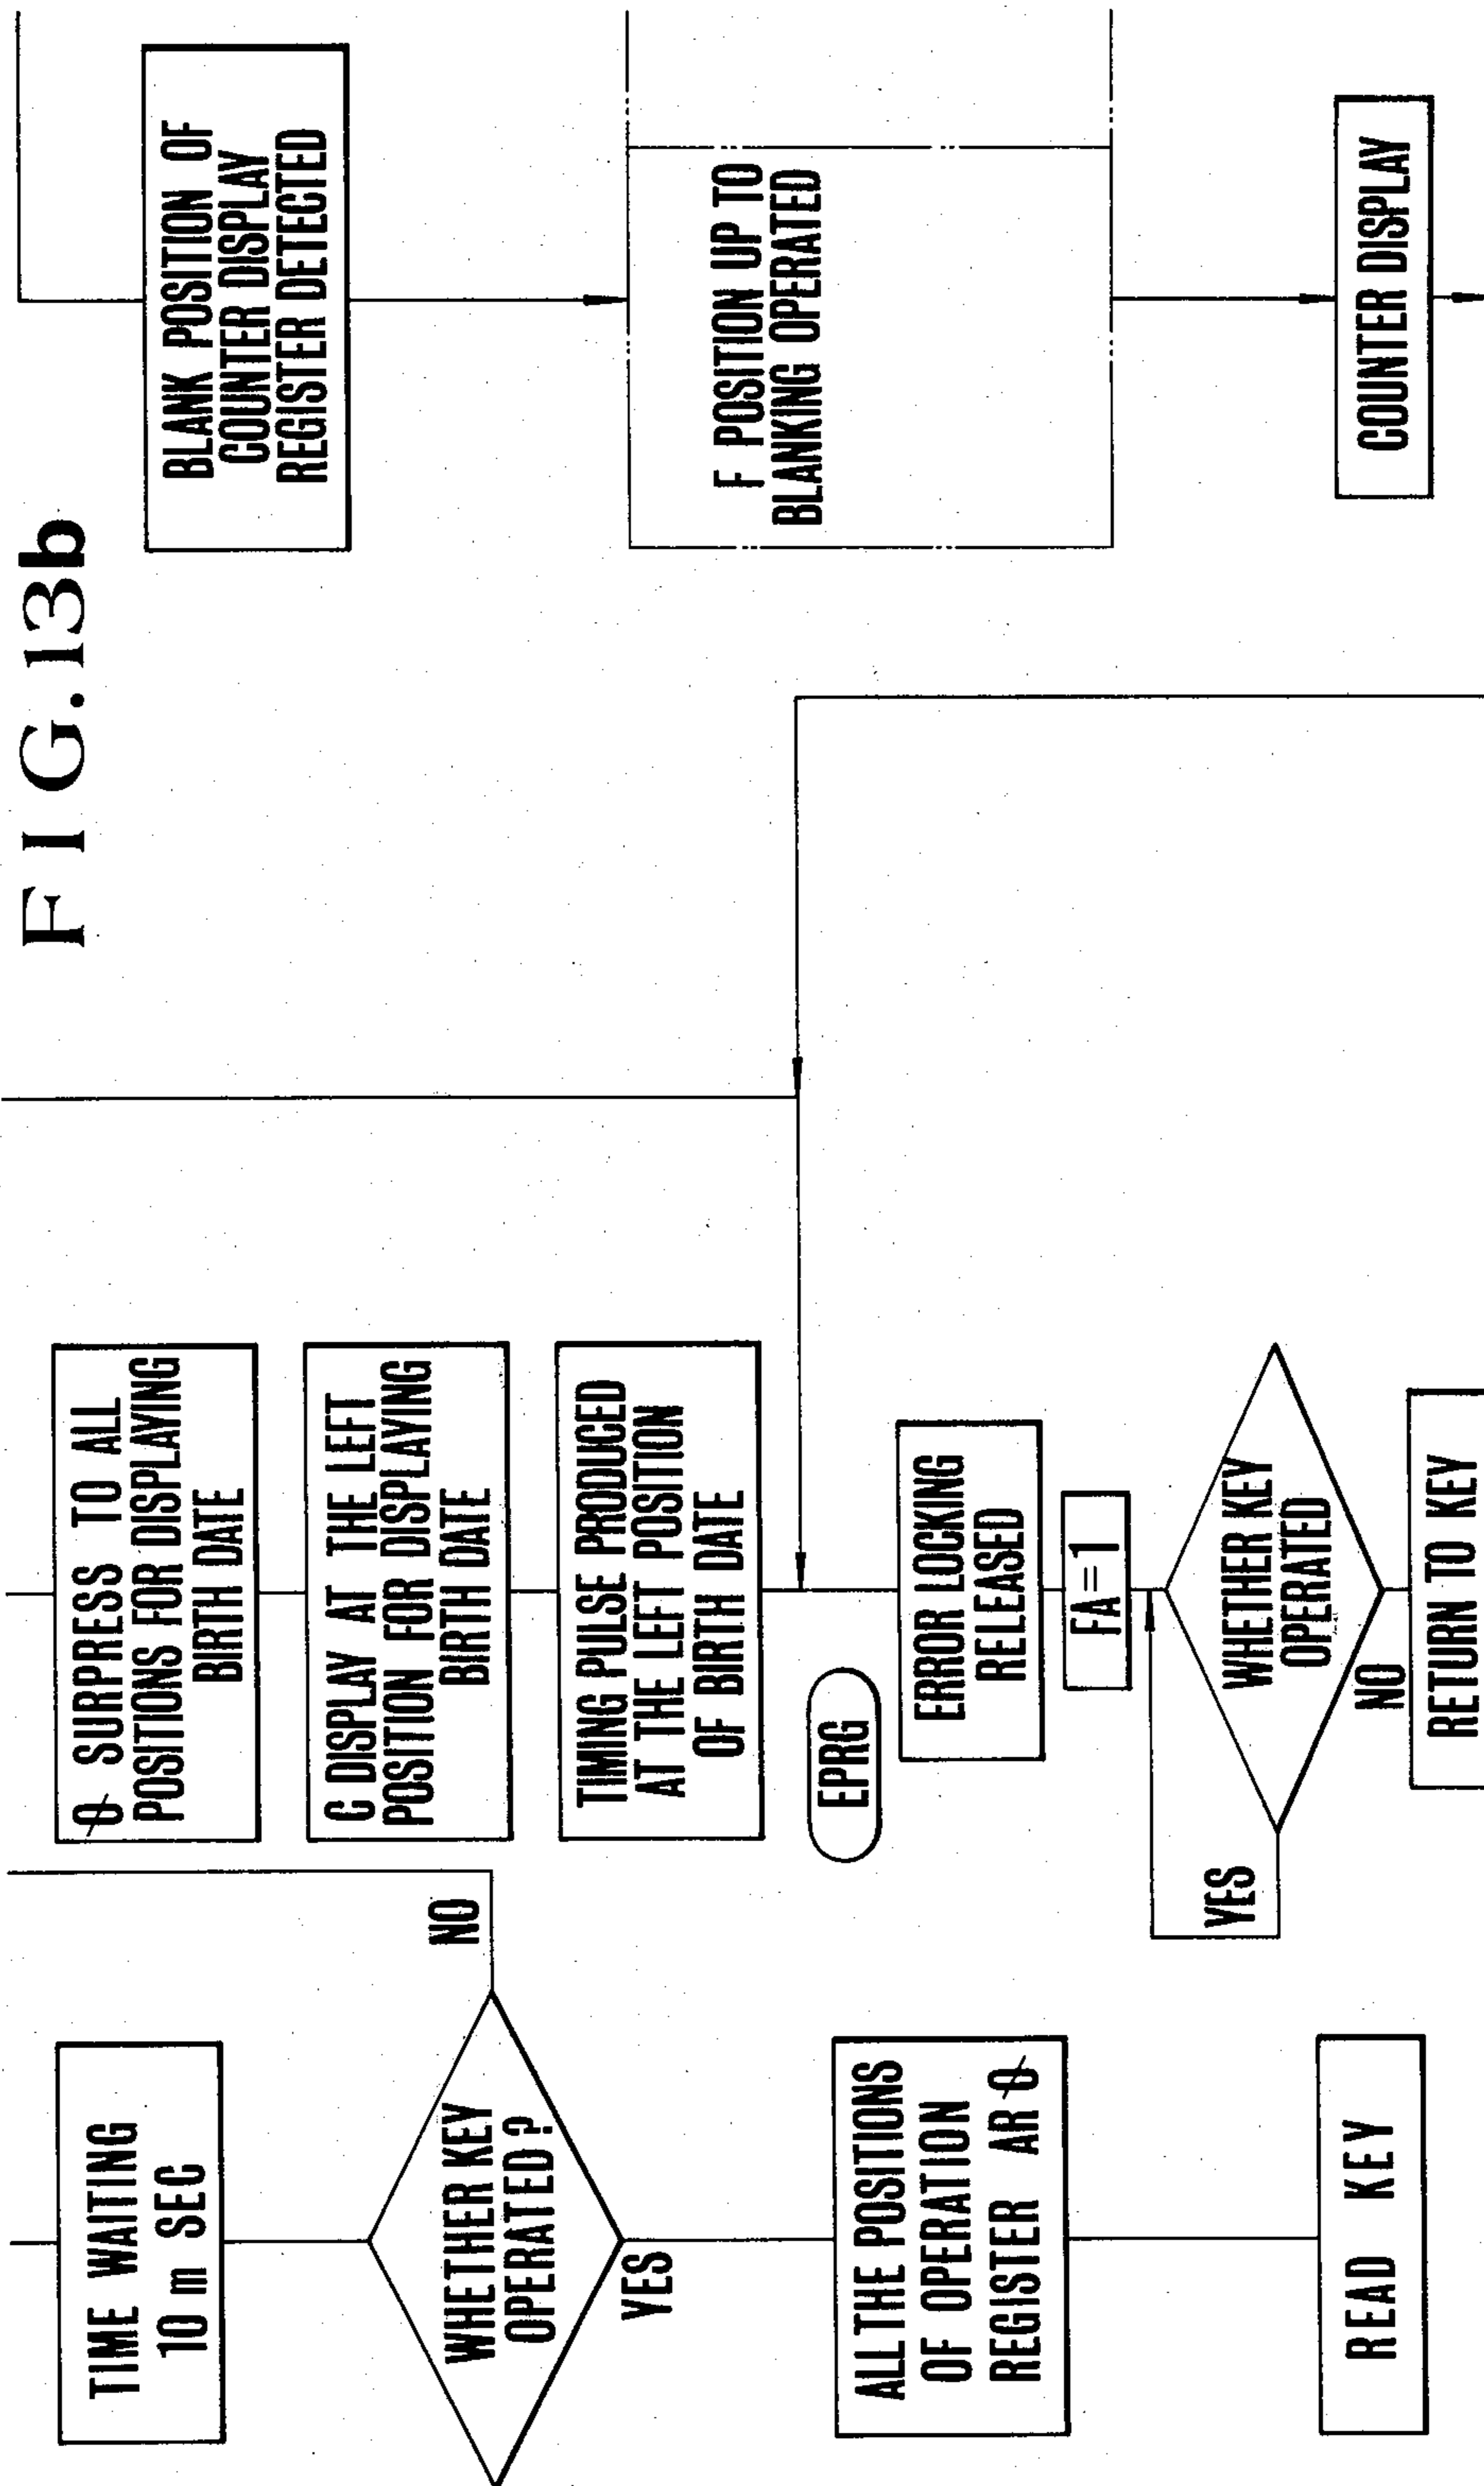 FIG.13b
TIME WAITING
10 m SEC
WHETHER KEY
OPERATED?
NO
YES
ALL THE POSITIONS
OF OPERATION
REGISTER AR 0
READ KEY
0 SURPRESS TO ALL
POSITIONS FOR DISPLAYING
BIRTH DATE
C DISPLAY AT THE LEFT
POSITION FOR DISPLAYING
BIRTH DATE
TIMING PULSE PRODUCED
AT THE LEFT POSITION
OF BIRTH DATE
EPRG
ERROR LOCKING
RELEASED
FA=1
WHETHER KEY
OPERATED
YES
NO
RETURN TO KEY
BLANK POSITION OF
COUNTER DISPLAY
REGISTER DETECTED
F POSITION UP TO
BLANKING OPERATED
COUNTER DISPLAY